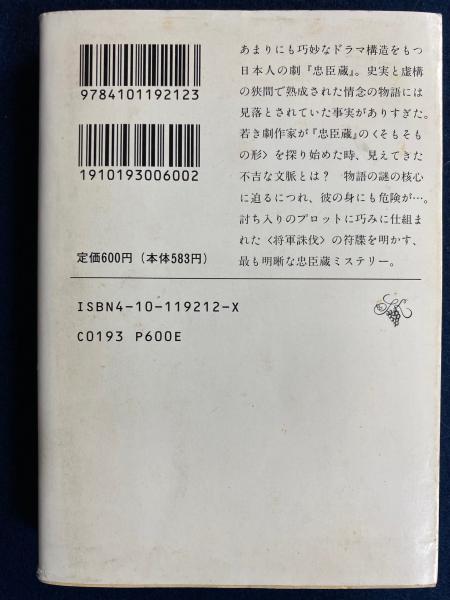 9784101192123
1910193006002
定価600円（本体583円）
ISBN4-10-119212-X
C0193 P600E
あまりにも巧妙なドラマ構造をもつ
日本人の劇『忠臣蔵』。史実と虚構
の狭間で熟成された情念の物語には
見落とされていた事実がありすぎた。
若き劇作家が『忠臣蔵』の〈そもそも
の形〉を探り始めた時、見えてきた
不吉な文脈とは？　物語の謎の核心
に迫るにつれ、彼の身にも危険が…。
討ち入りのプロットに巧みに仕組ま
れた〈将軍誅伐〉の符牒を明かす、
最も明晰な忠臣蔵ミステリー。